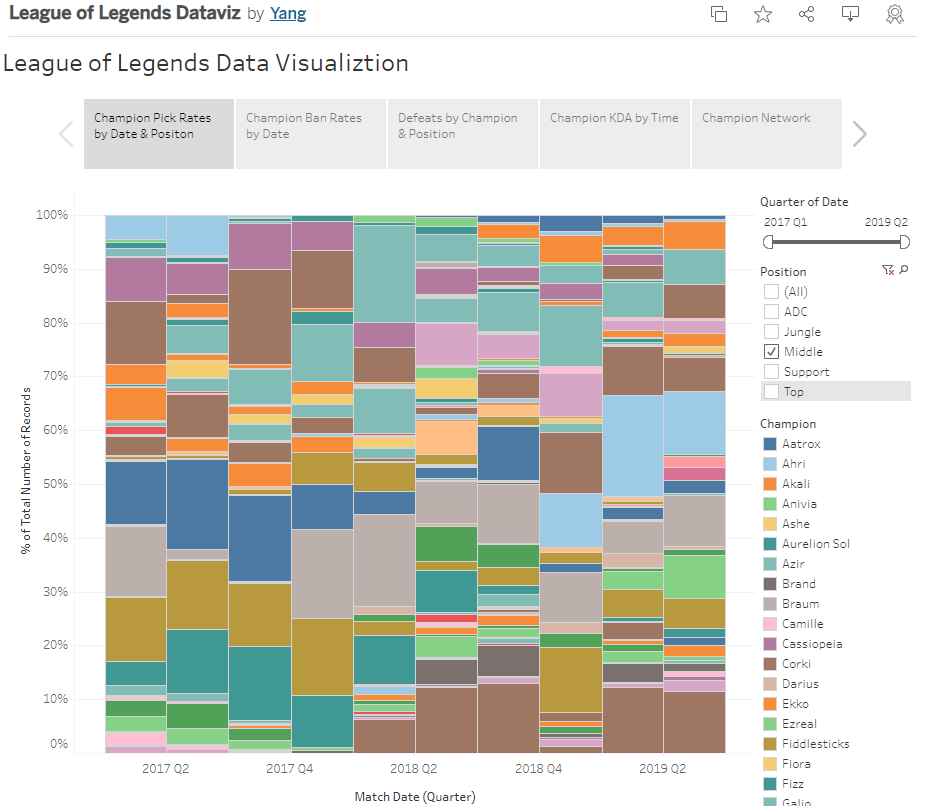 League of Legends Dataviz by Yang
League of Legends Data Visualiztion
Champion Pick Rates
by Date & Positon
Champion Ban Rates
by Date
Defeats by Champion
& Position
Champion KDA by Time
Champion Network
100%
90%
80%
70%
60%
50%
40%
30%
20%
10%
0%
% of Total Number of Records
2017 Q2
2017 Q4
2018 Q2
2018 Q4
2019 Q2
Match Date (Quarter)
Quarter of Date
2017 Q1
2019 Q2
Position
(All)
ADC
Jungle
Middle
Support
Top
Champion
Aatrox
Ahri
Akali
Anivia
Ashe
Aurelion Sol
Azir
Brand
Braum
Camille
Cassiopeia
Corki
Darius
Ekko
Ezreal
Fiddlesticks
Fiora
Fizz
Galio